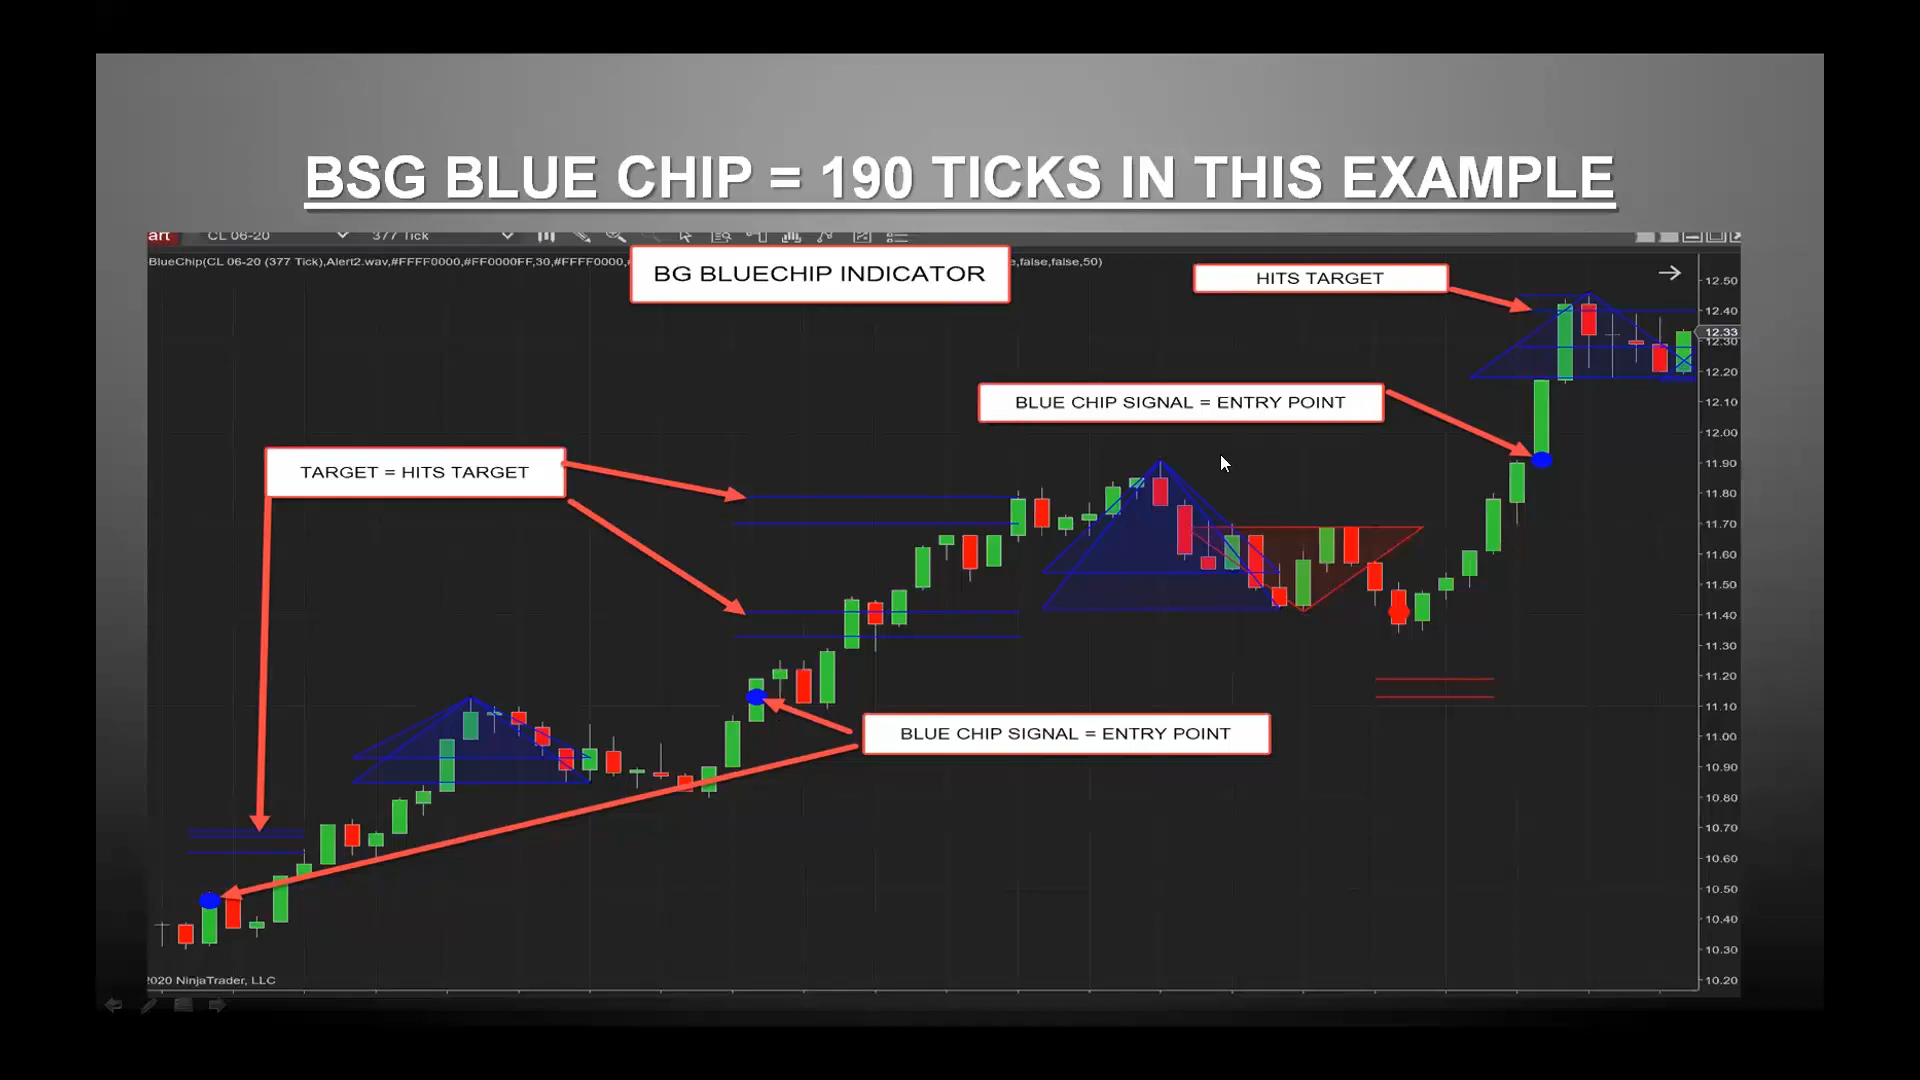 BSG BLUE CHIP = 190 TICKS IN THIS EXAMPLE
art CL 06-20 377 Tick
BlueChip(CL 06-20 (377 Tick),Alert2.wav,#FFFF0000,#FF0000FF,30,#FFFF0000, e,false,false,50)
BG BLUECHIP INDICATOR
HITS TARGET
BLUE CHIP SIGNAL = ENTRY POINT
TARGET = HITS TARGET
BLUE CHIP SIGNAL = ENTRY POINT
12.50
12.40
12.33
12.30
12.20
12.10
12.00
11.90
11.80
11.70
11.60
11.50
11.40
11.30
11.20
11.10
11.00
10.90
10.80
10.70
10.60
10.50
10.40
10.30
10.20
2020 NinjaTrader, LLC